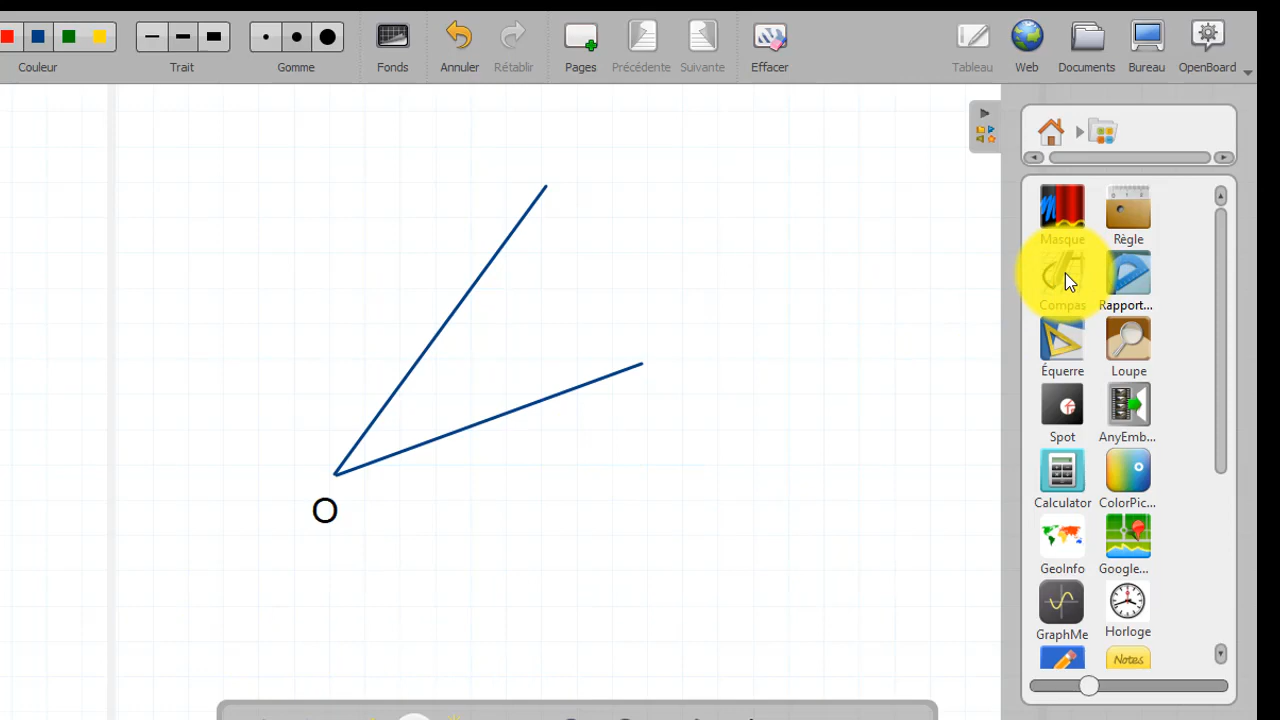 Couleur Trait Gomme Fonds Annuler Rétablir Pages Précédente Suivante Effacer Tableau Web Documents Bureau OpenBoard
Masque Règle
Compas Rapport...
Équerre Loupe
Spot AnyEmb...
Calculator ColorPic...
GeoInfo Google...
GraphMe Horloge
Notes
O